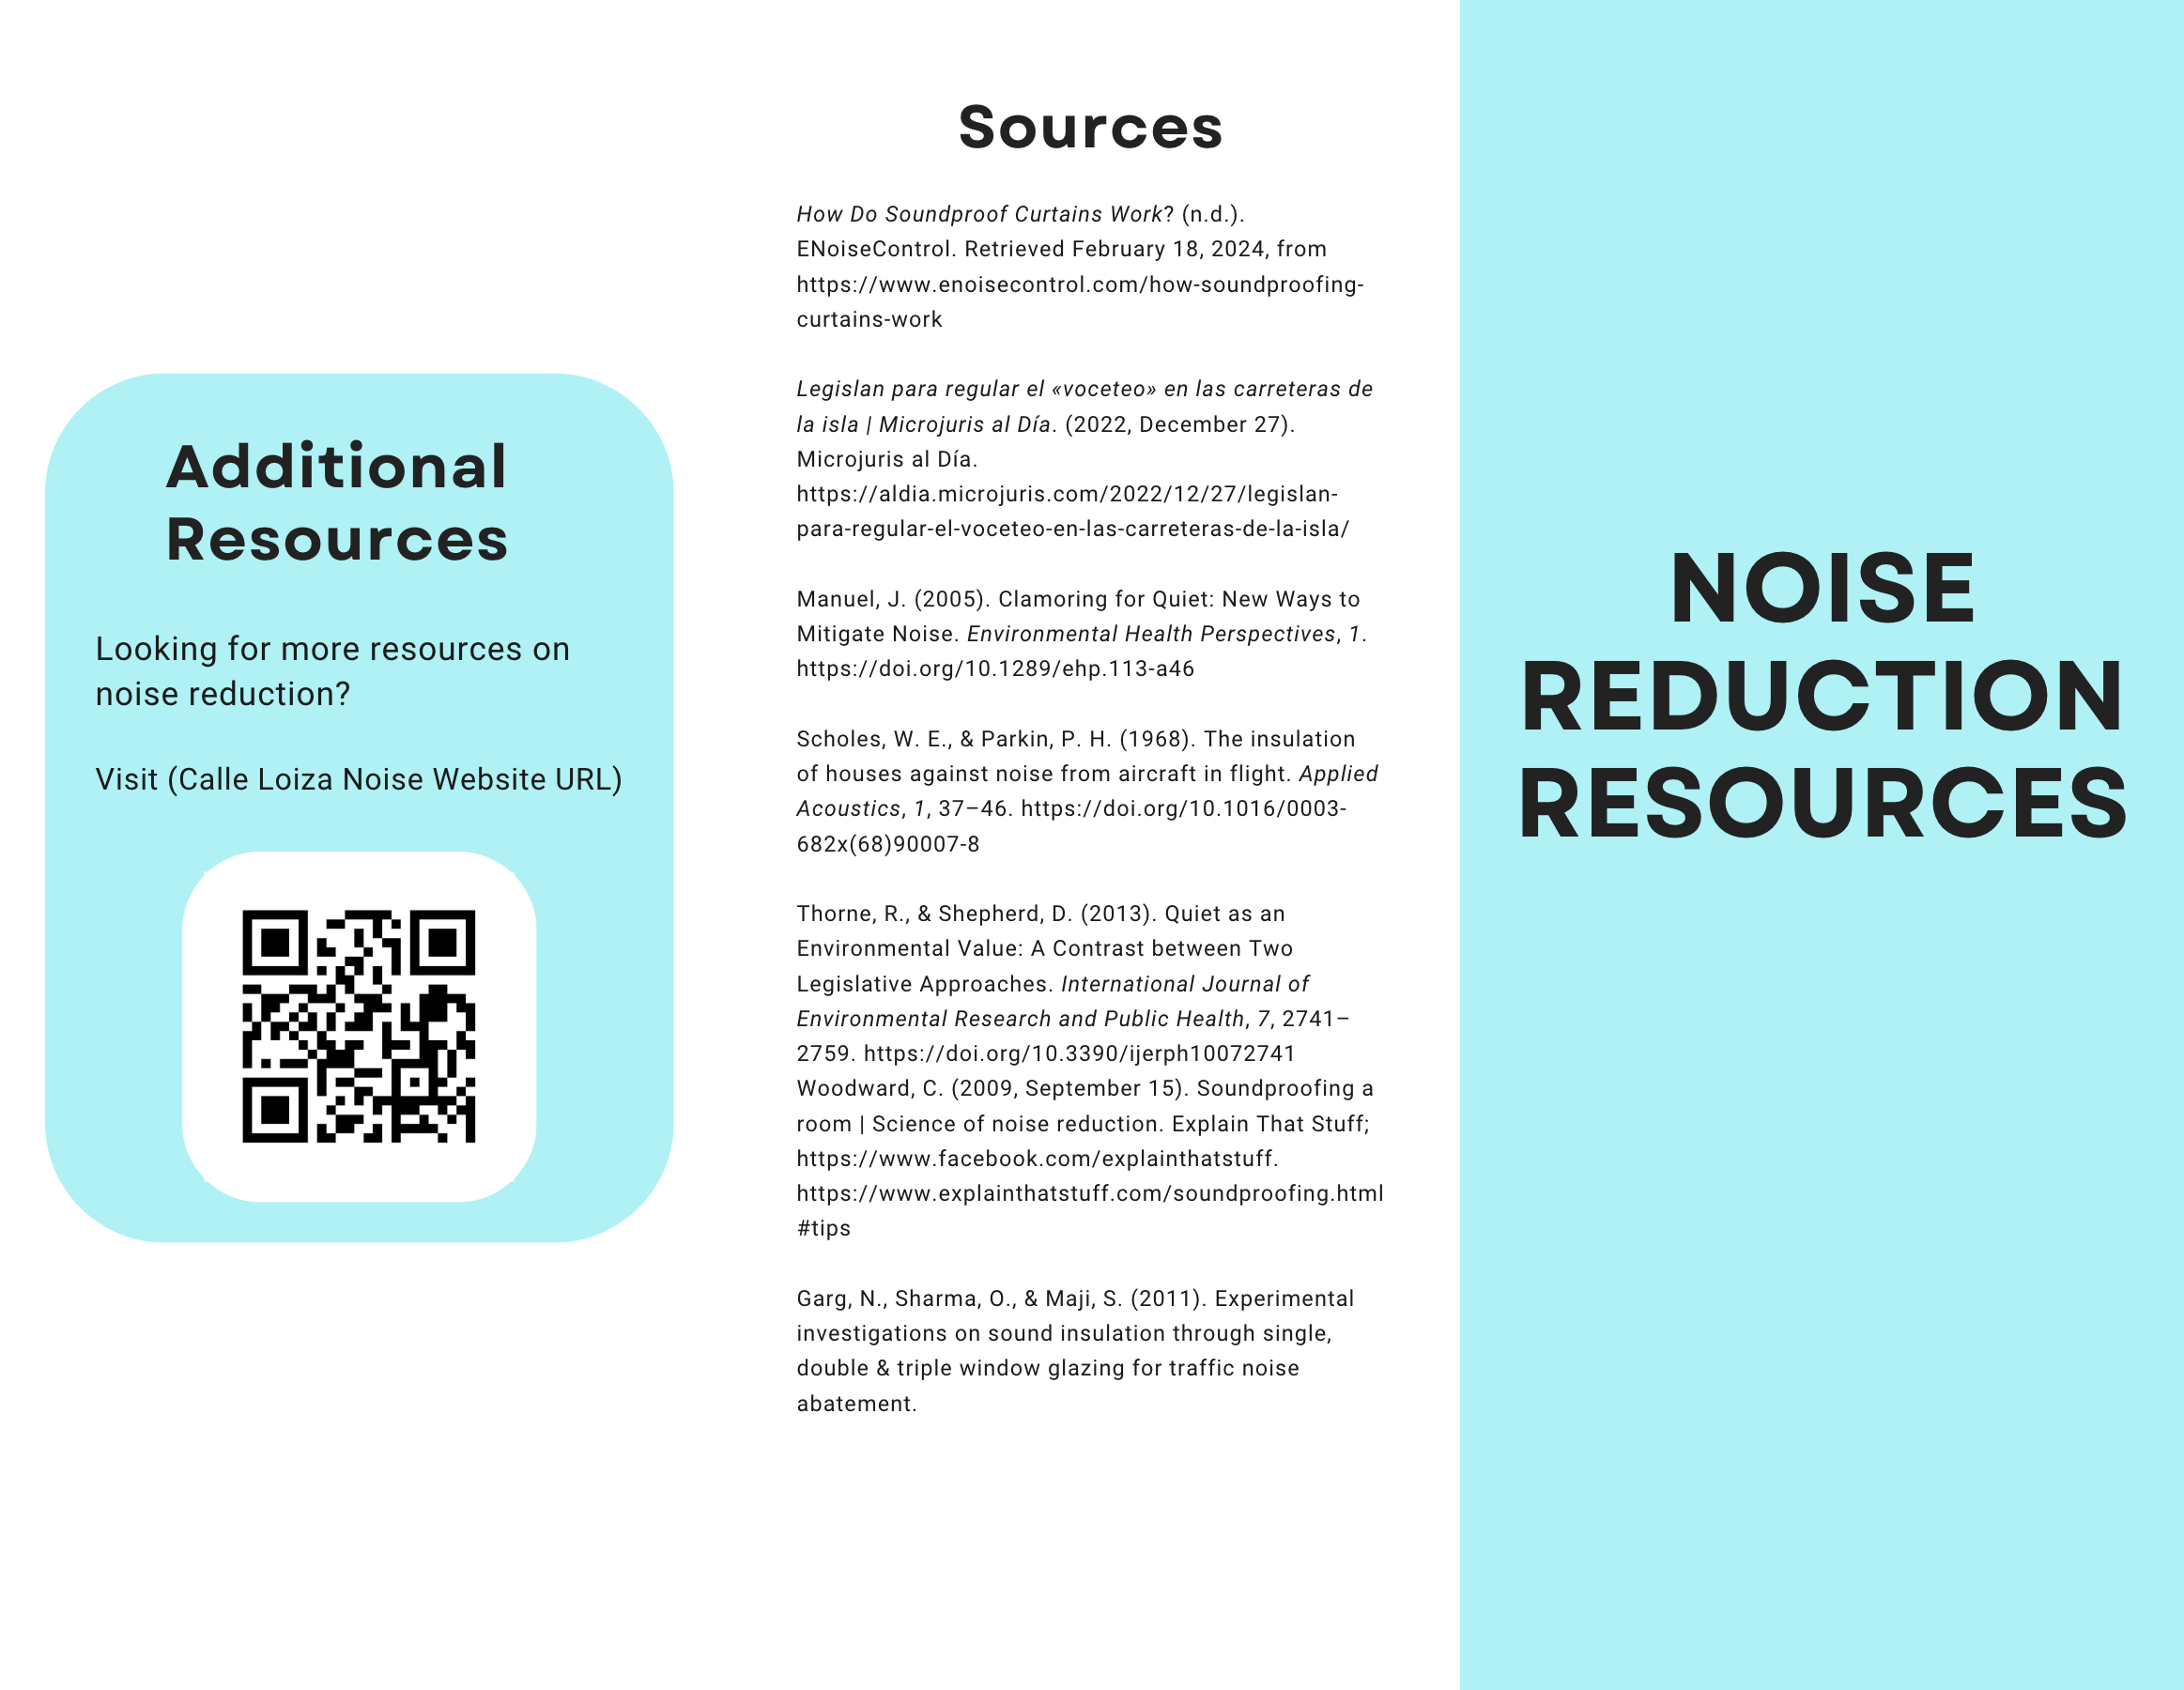 Additional
Resources
Looking for more resources on
noise reduction?
Visit (Calle Loiza Noise Website URL)
Sources
How Do Soundproof Curtains Work? (n.d.).
ENoiseControl. Retrieved February 18, 2024, from
https://www.enoisecontrol.com/how-soundproofing-
curtains-work
Legislan para regular el «voceteo» en las carreteras de
la isla | Microjuris al Día. (2022, December 27).
Microjuris al Día.
https://aldia.microjuris.com/2022/12/27/legislan-
para-regular-el-voceteo-en-las-carreteras-de-la-isla/
Manuel, J. (2005). Clamoring for Quiet: New Ways to
Mitigate Noise. Environmental Health Perspectives, 1.
https://doi.org/10.1289/ehp.113-a46
Scholes, W. E., & Parkin, P. H. (1968). The insulation
of houses against noise from aircraft in flight. Applied
Acoustics, 1, 37–46. https://doi.org/10.1016/0003-
682x(68)90007-8
Thorne, R., & Shepherd, D. (2013). Quiet as an
Environmental Value: A Contrast between Two
Legislative Approaches. International Journal of
Environmental Research and Public Health, 7, 2741–
2759. https://doi.org/10.3390/ijerph10072741
Woodward, C. (2009, September 15). Soundproofing a
room | Science of noise reduction. Explain That Stuff;
https://www.facebook.com/explainthatstuff.
https://www.explainthatstuff.com/soundproofing.html
#tips
Garg, N., Sharma, O., & Maji, S. (2011). Experimental
investigations on sound insulation through single,
double & triple window glazing for traffic noise
abatement.
NOISE
REDUCTION
RESOURCES